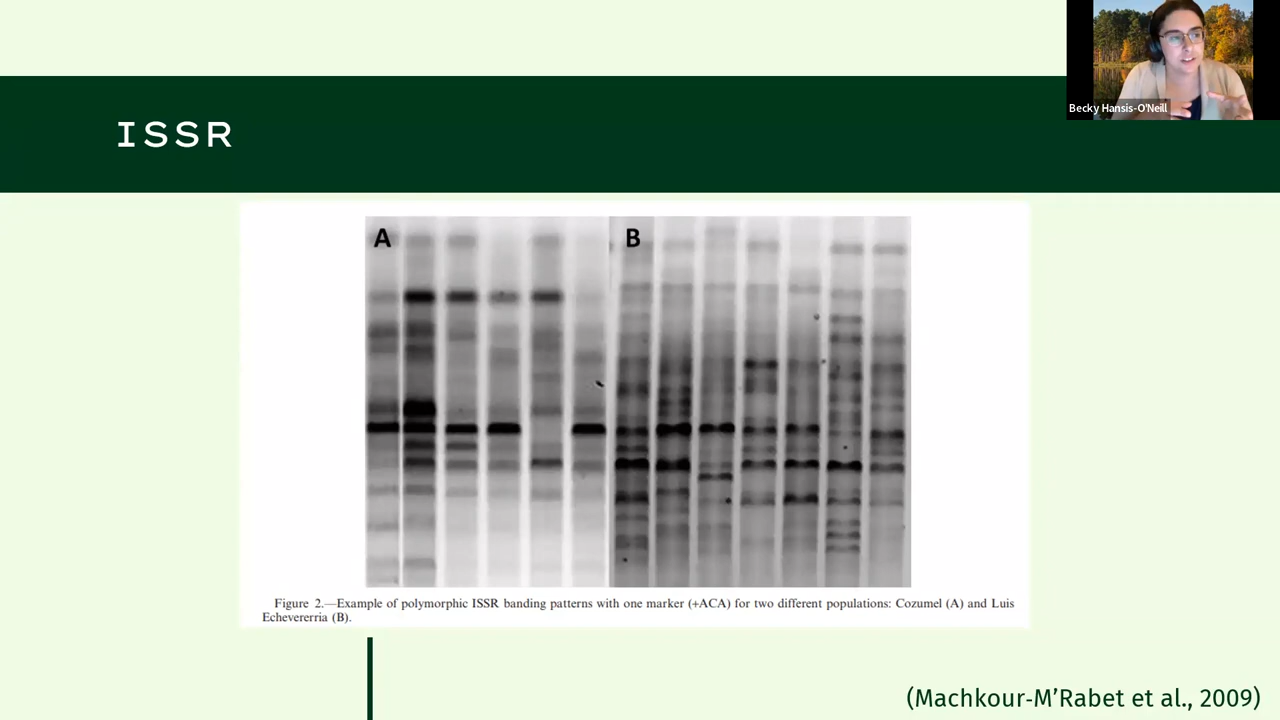 Becky Hansis-O'Neill
ISSR
A
B
Figure 2.—Example of polymorphic ISSR banding patterns with one marker (+ACA) for two different populations: Cozumel (A) and Luis
Echevererria (B).
(Machkour-M’Rabet et al., 2009)